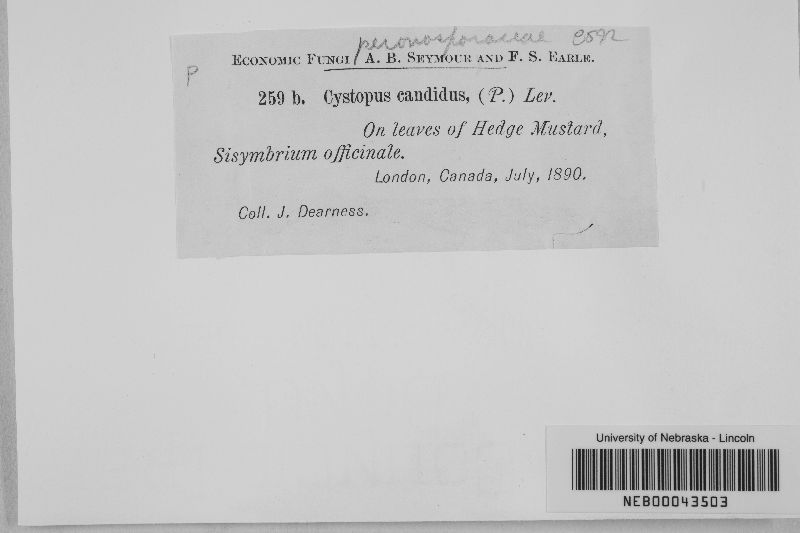 peronosporaceae
P
ECONOMIC FUNGI / A. B. SEYMOUR AND F. S. EARLE.
259 b. Cystopus candidus, (P.) Lev.
On leaves of Hedge Mustard,
Sisymbrium officinale.
London, Canada, July, 1890.
Coll. J. Dearness.
University of Nebraska - Lincoln
NEB00043503